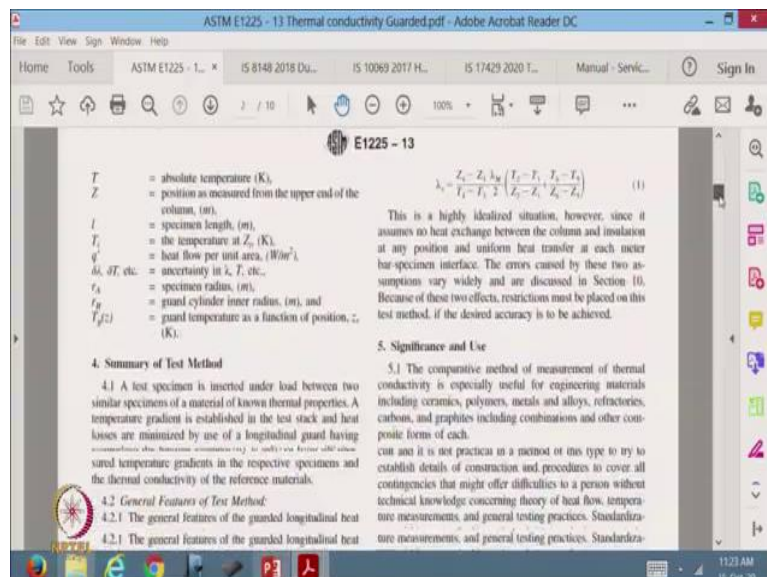 ASTM E1225 - 13 Thermal conductivity Guarded.pdf - Adobe Acrobat Reader DC
File Edit View Sign Window Help
Home Tools ASTM E1225 - 1... × IS 8148 2018 Du... IS 10069 2017 H... IS 17429 2020 T... Manual - Servic... Sign In
2 / 10 100%
E1225 – 13
T = absolute temperature (K),
Z = position as measured from the upper end of the
column, (m),
l = specimen length, (m),
= the temperature at
= heat flow per unit area, (W/m²),
δλ, δT, etc. = uncertainty in λ, T, etc.,
= specimen radius, (m),
= guard cylinder inner radius, (m), and
= guard temperature as a function of position, z,
(K).
4. Summary of Test Method
4.1 A test specimen is inserted under load between two
similar specimens of a material of known thermal properties. A
temperature gradient is established in the test stack and heat
losses are minimized by use of a longitudinal guard having
sured temperature gradients in the respective specimens and
the thermal conductivity of the reference materials.
4.2 General Features of Test Method:
4.2.1 The general features of the guarded longitudinal heat
4.2.1 The general features of the guarded longitudinal heat
(1)
This is a highly idealized situation, however, since it
assumes no heat exchange between the column and insulation
at any position and uniform heat transfer at each meter
bar-specimen interface. The errors caused by these two as-
sumptions vary widely and are discussed in Section 10.
Because of these two effects, restrictions must be placed on this
test method, if the desired accuracy is to be achieved.
5. Significance and Use
5.1 The comparative method of measurement of thermal
conductivity is especially useful for engineering materials
including ceramics, polymers, metals and alloys, refractories,
carbons, and graphites including combinations and other com-
posite forms of each.
it is not practical in a method of this type to try to
establish details of construction and procedures to cover all
contingencies that might offer difficulties to a person without
technical knowledge concerning theory of heat flow, tempera-
ture measurements, and general testing practices. Standardiza-
ture measurements, and general testing practices. Standardiza-
NPTEL
11:23 AM